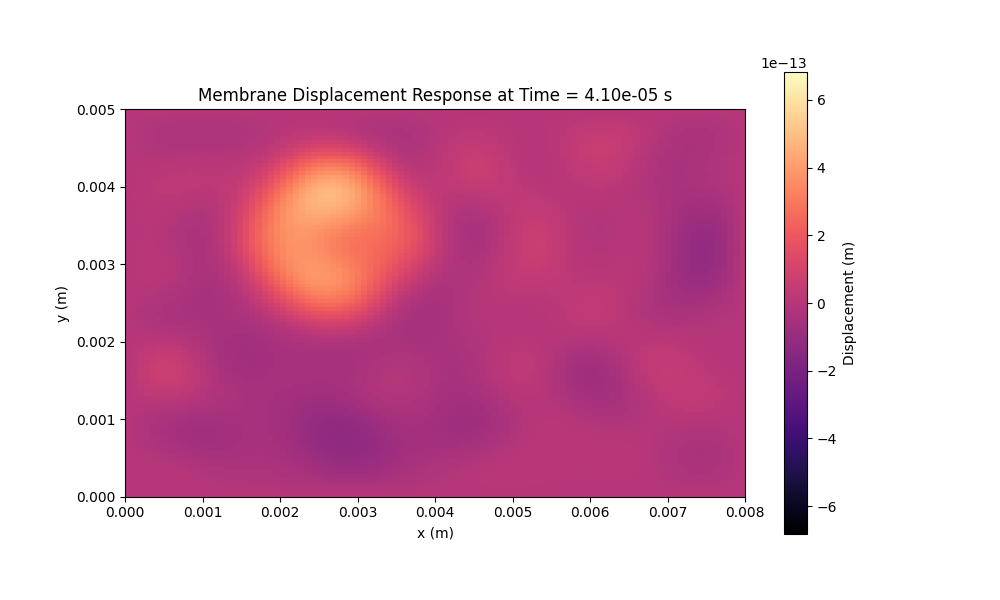 1e−13
Membrane Displacement Response at Time = 4.10e-05 s
0.005
0.004
0.003
0.002
0.001
0.000
y (m)
0.000 0.001 0.002 0.003 0.004 0.005 0.006 0.007 0.008
x (m)
6
4
2
0
−2
−4
−6
Displacement (m)